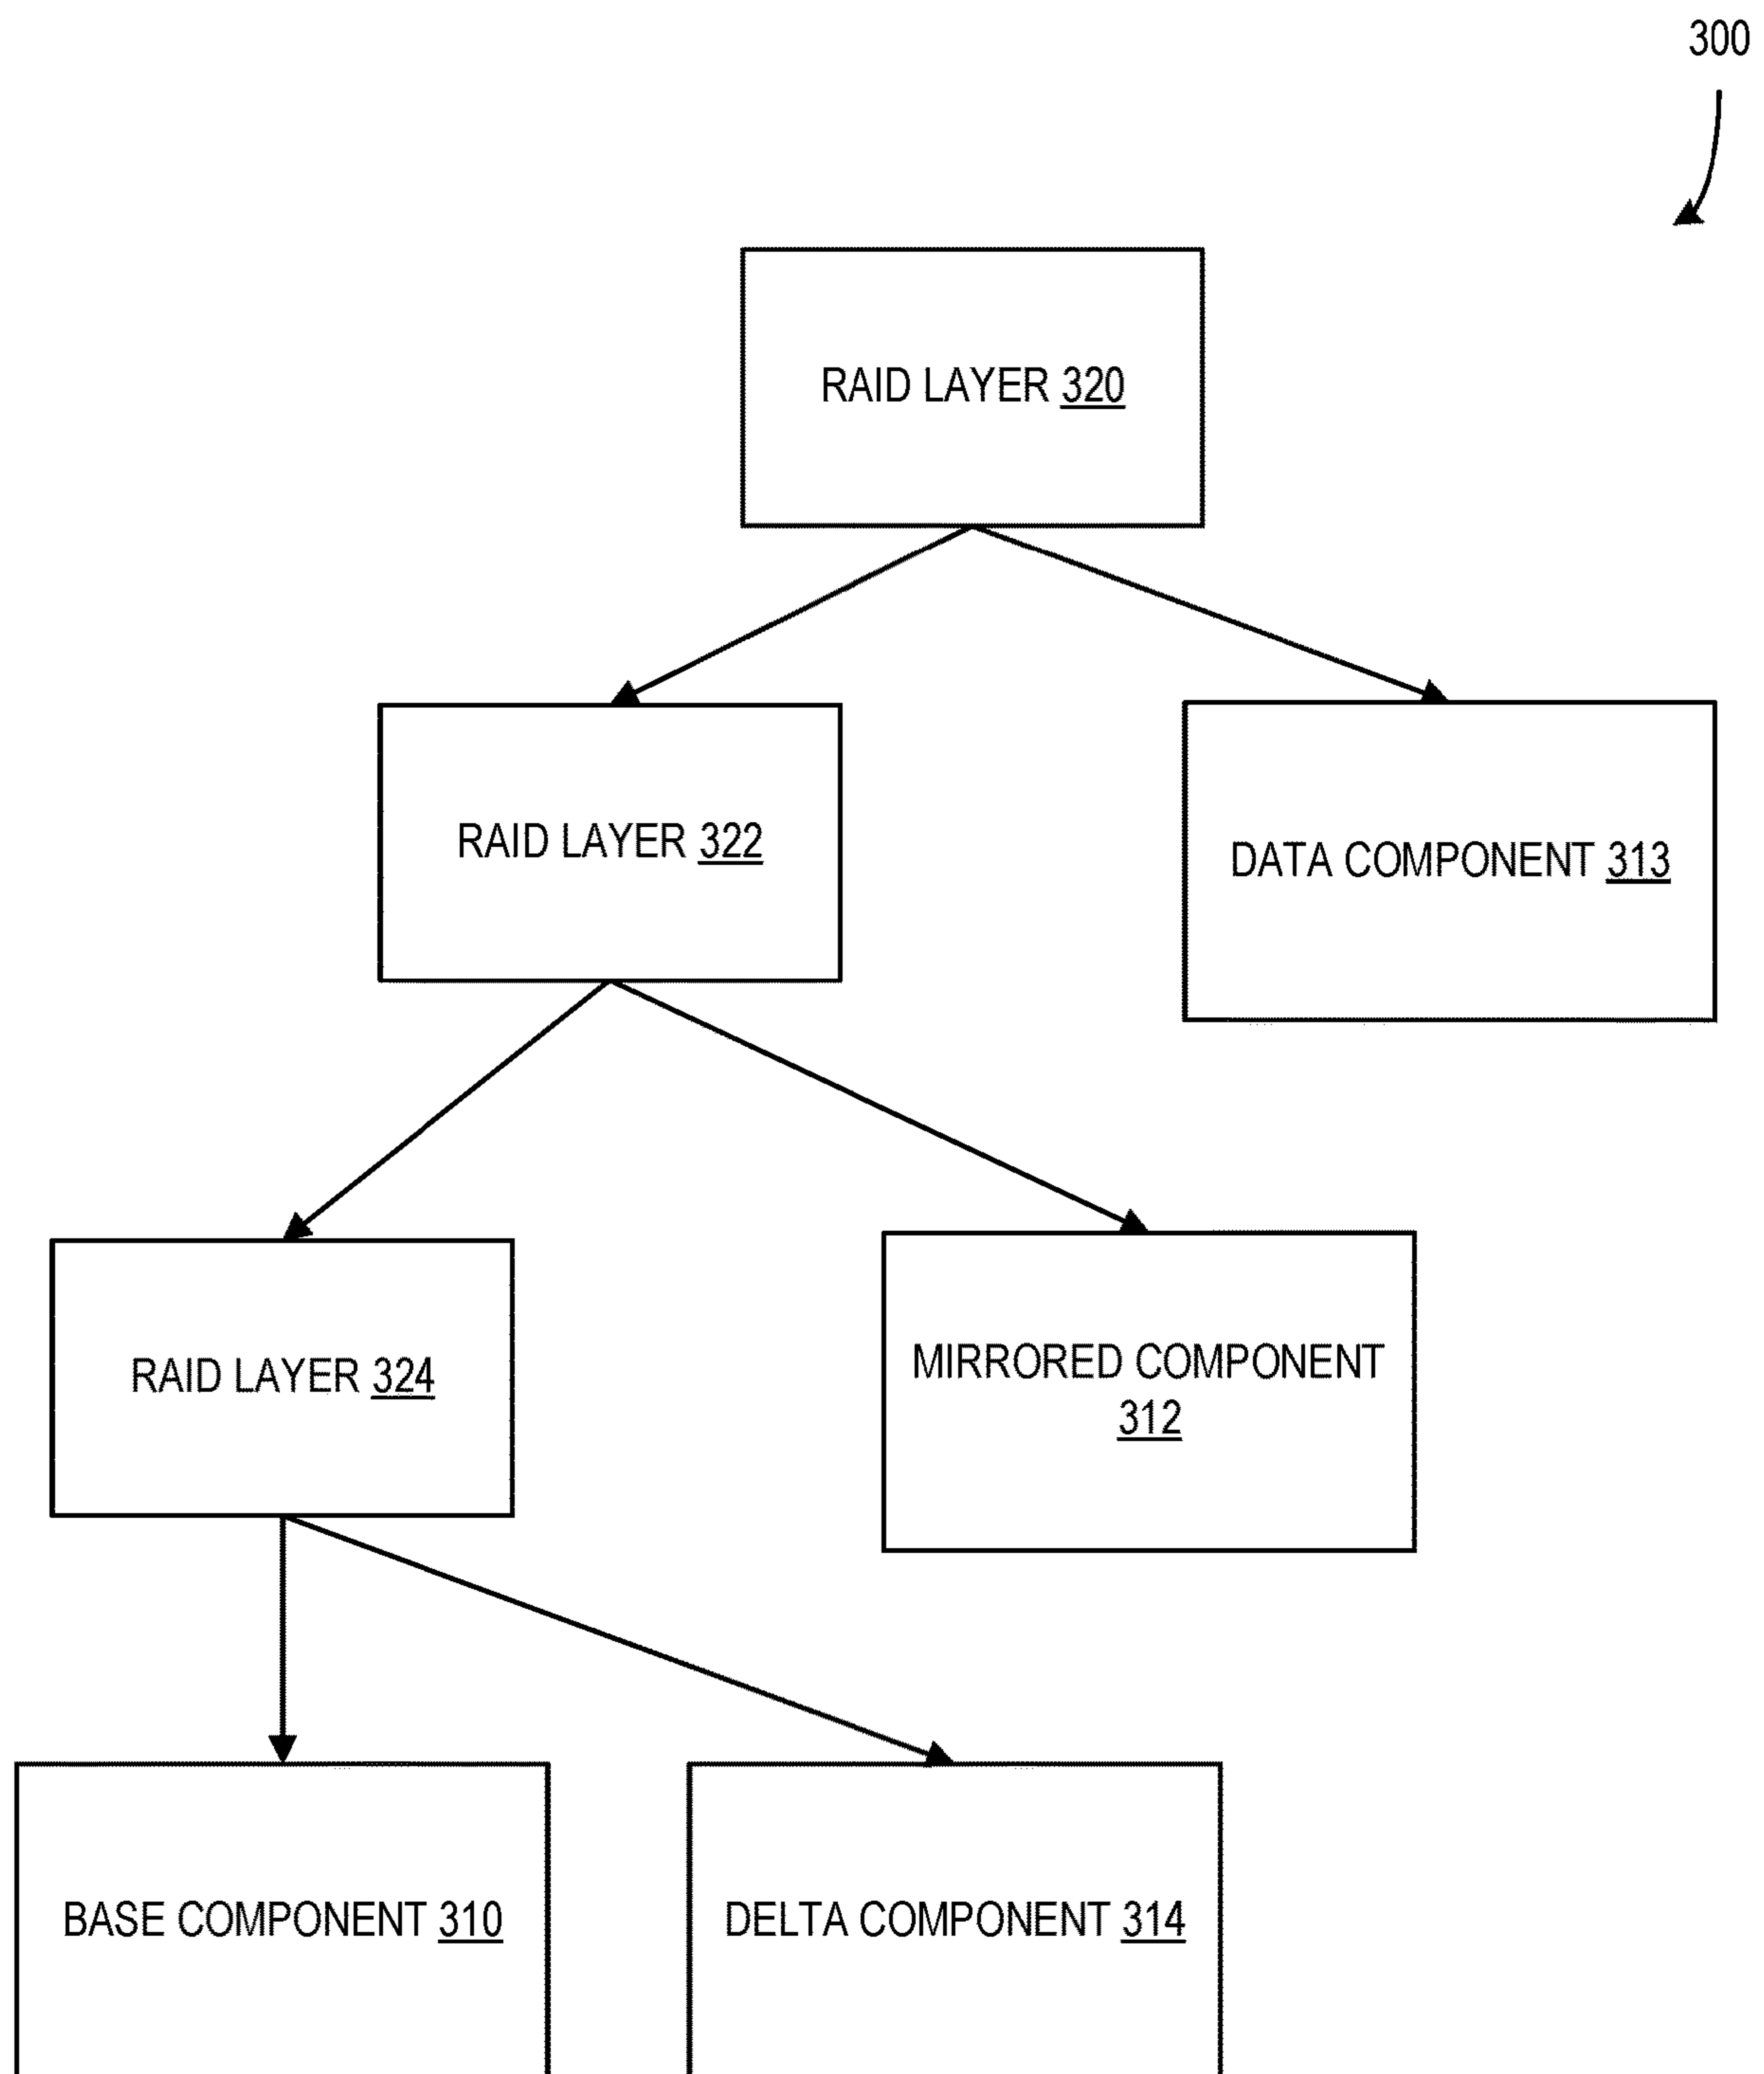 300
RAID LAYER 320
RAID LAYER 322
DATA COMPONENT 313
RAID LAYER 324
MIRRORED COMPONENT
312
BASE COMPONENT 310
DELTA COMPONENT 314